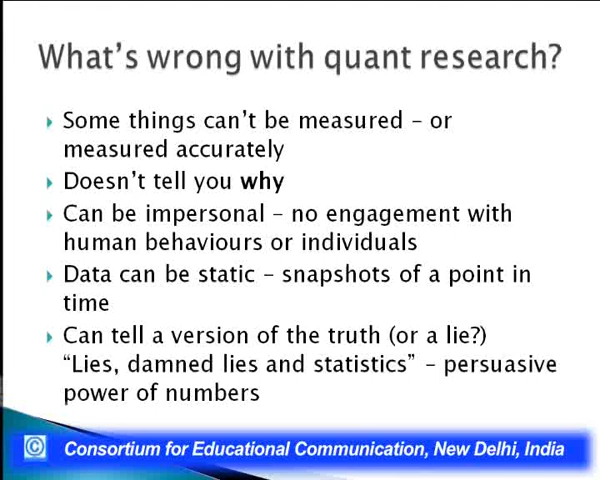 What's wrong with quant research?
Some things can't be measured – or
measured accurately
Doesn't tell you why
Can be impersonal – no engagement with
human behaviours or individuals
Data can be static – snapshots of a point in
time
Can tell a version of the truth (or a lie?)
“Lies, damned lies and statistics” – persuasive
power of numbers
© Consortium for Educational Communication, New Delhi, India